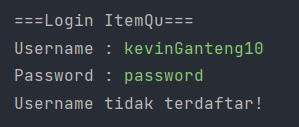 ===Login ItemQu===
Username : kevinGanteng10
Password : password
Username tidak terdaftar!